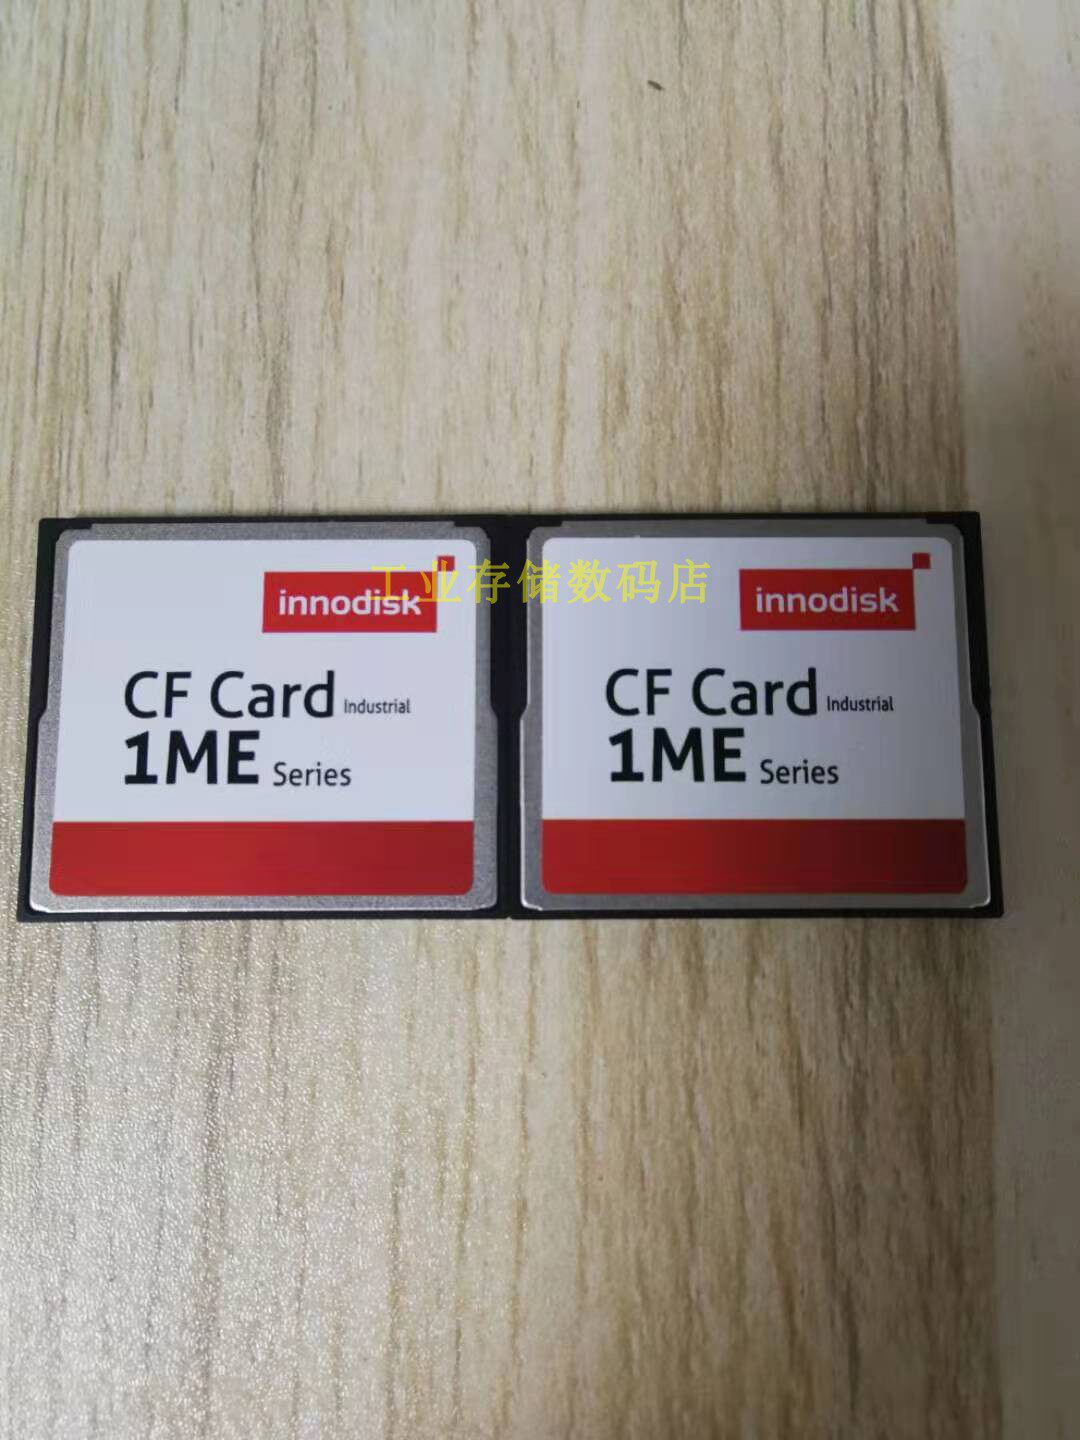 innodisk
CF Card Industrial
1ME Series
innodisk
CF Card Industrial
1ME Series
工业存储数码店